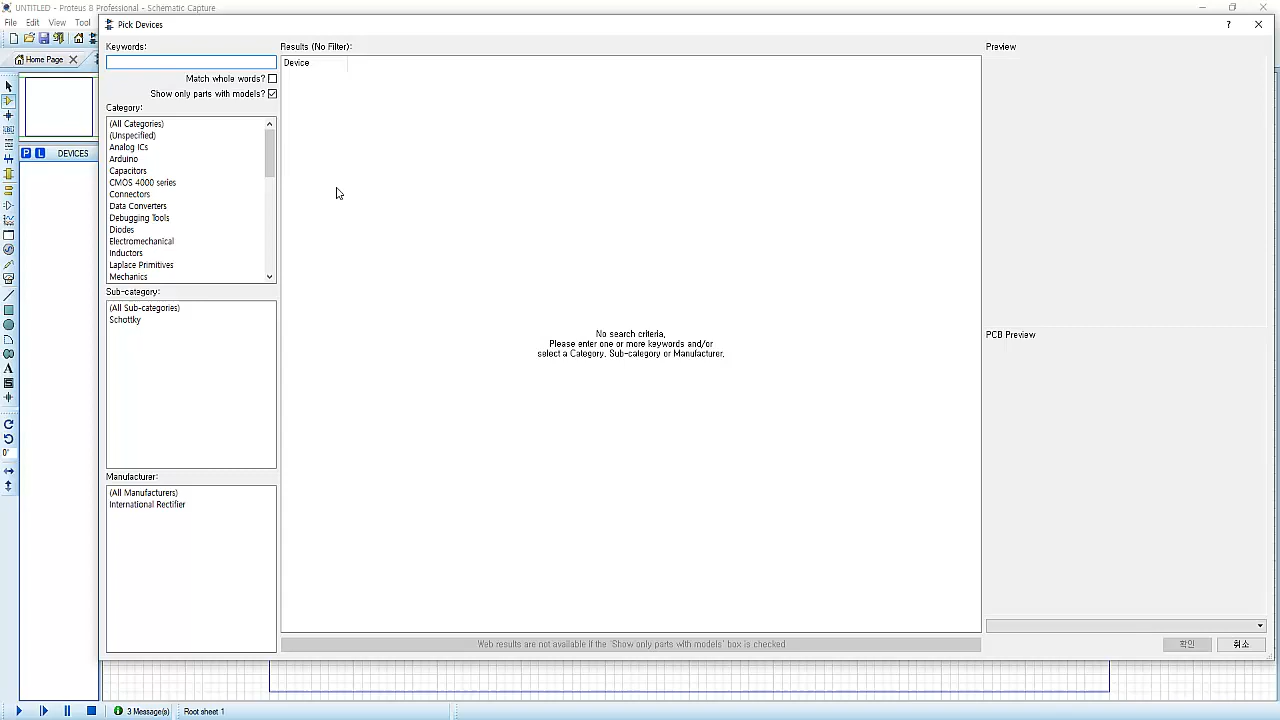 UNTITLED - Proteus 8 Professional - Schematic Capture
File Edit View Tool
Pick Devices
? 
Home Page
Keywords:
Match whole words?
Show only parts with models?
Category:
(All Categories)
(Unspecified)
Analog ICs
Arduino
Capacitors
CMOS 4000 series
Connectors
Data Converters
Debugging Tools
Diodes
Electromechanical
Inductors
Laplace Primitives
Mechanics
Sub-category:
(All Sub-categories)
Schottky
Manufacturer:
(All Manufacturers)
International Rectifier
Results (No Filter):
Device
No search criteria,
Please enter one or more keywords and/or
select a Category, Sub-category or Manufacturer,
Web results are not available if the 'Show only parts with models' box is checked
Preview
PCB Preview
확인
취소
P L DEVICES
A
0°
3 Message(s)
Root sheet 1